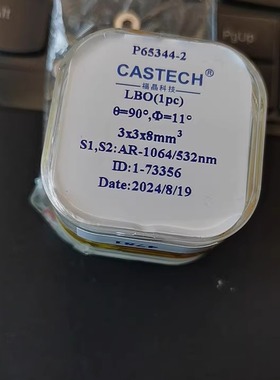 P65344-2
CASTECH®
福晶科技
LBO(1pc)
θ=90°,Φ=11°
3x3x8mm³
S1,S2:AR-1064/532nm
ID:1-73356
Date:2024/8/19
PgUp